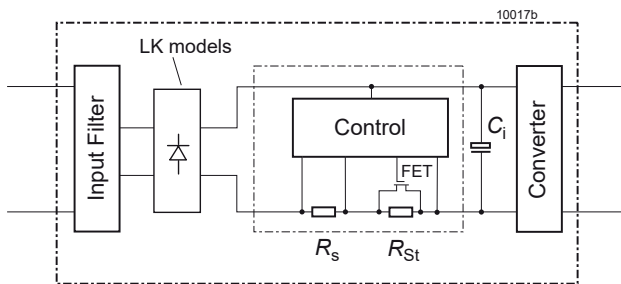 10017b
LK models
Input Filter
Control
FET
Ci
Converter
Rs
RSt